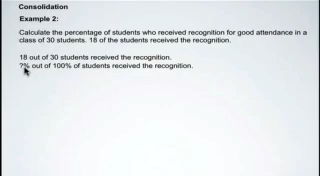 Consolidation
Example 2:
Calculate the percentage of students who received recognition for good attendance in a
class of 30 students. 18 of the students received the recognition.
18 out of 30 students received the recognition.
?% out of 100% of students received the recognition.